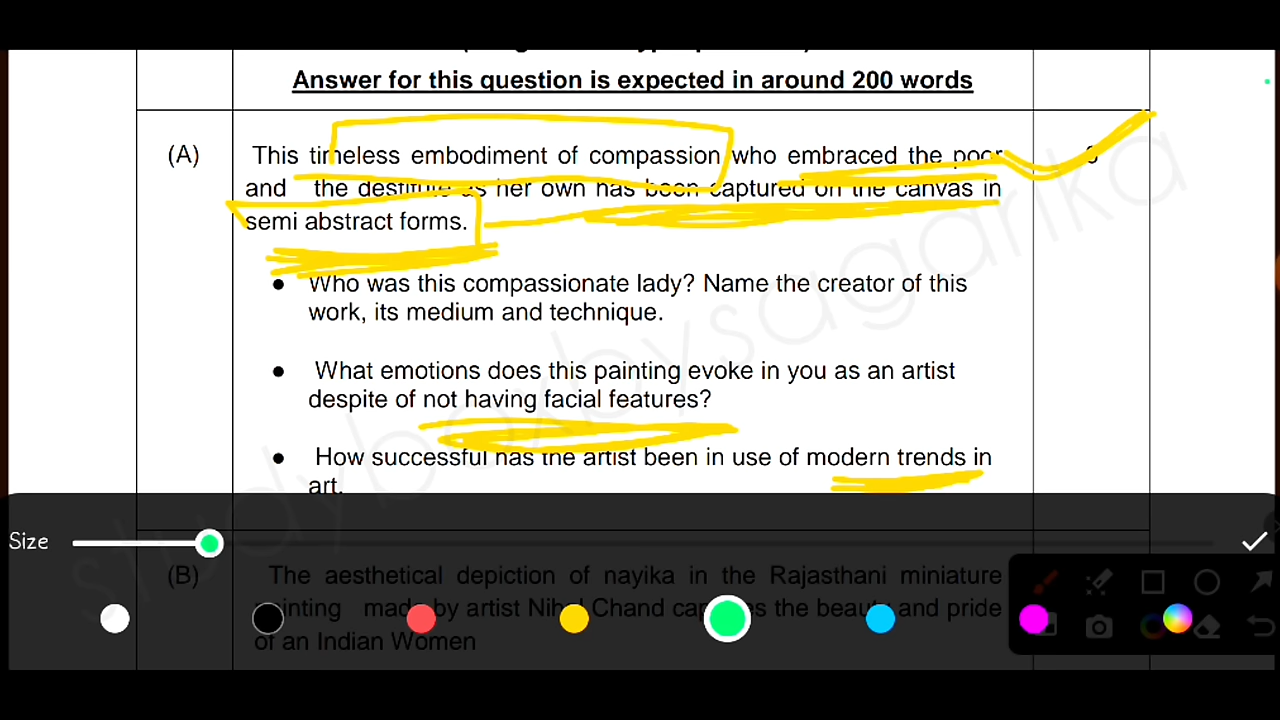 Answer for this question is expected in around 200 words
(A)
This timeless embodiment of compassion who embraced the poor
and the destitute as her own has been captured on the canvas in
semi abstract forms.
• Who was this compassionate lady? Name the creator of this
work, its medium and technique.
• What emotions does this painting evoke in you as an artist
despite of not having facial features?
• How successful has the artist been in use of modern trends in
art.
studybaxbysagarika
Size
(B)
The aesthetical depiction of nayika in the Rajasthani miniature
made by artist Chand the and pride
of an Indian Women